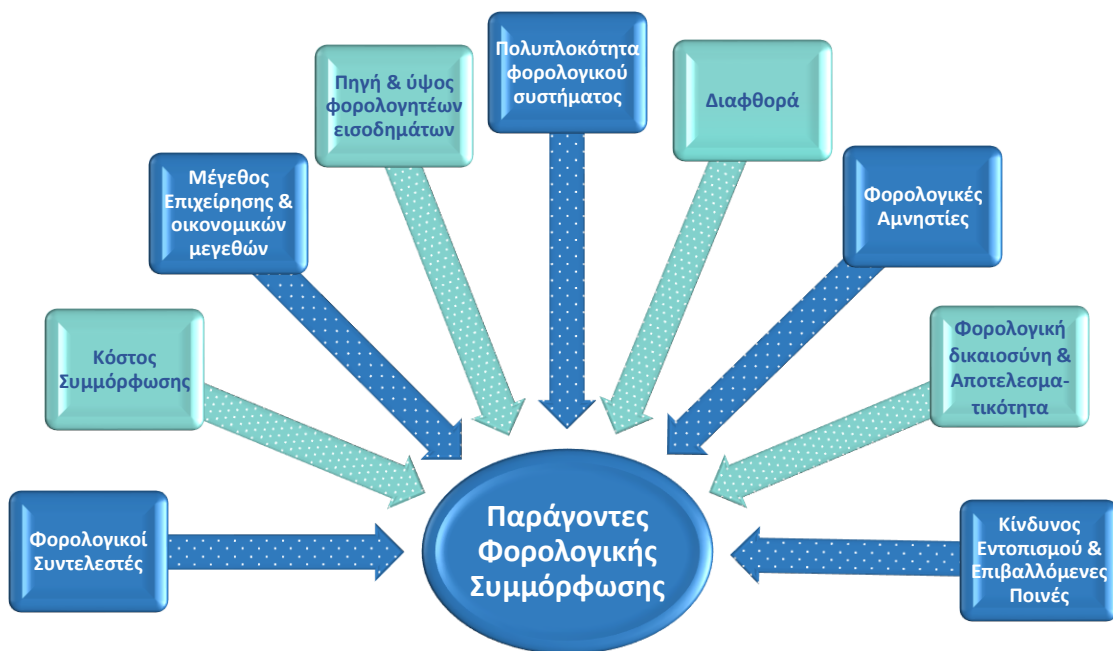 Πολυπλοκότητα
φορολογικού
συστήματος
Πηγή & ύψος
φορολογητέων
εισοδημάτων
Διαφθορά
Μέγεθος
Επιχείρησης &
οικονομικών
μεγεθών
Φορολογικές
Αμνηστίες
Κόστος
Συμμόρφωσης
Φορολογική
δικαιοσύνη &
Αποτελεσμα-
τικότητα
Φορολογικοί
Συντελεστές
Παράγοντες
Φορολογικής
Συμμόρφωσης
Κίνδυνος
Εντοπισμού &
Επιβαλλόμενες
Ποινές